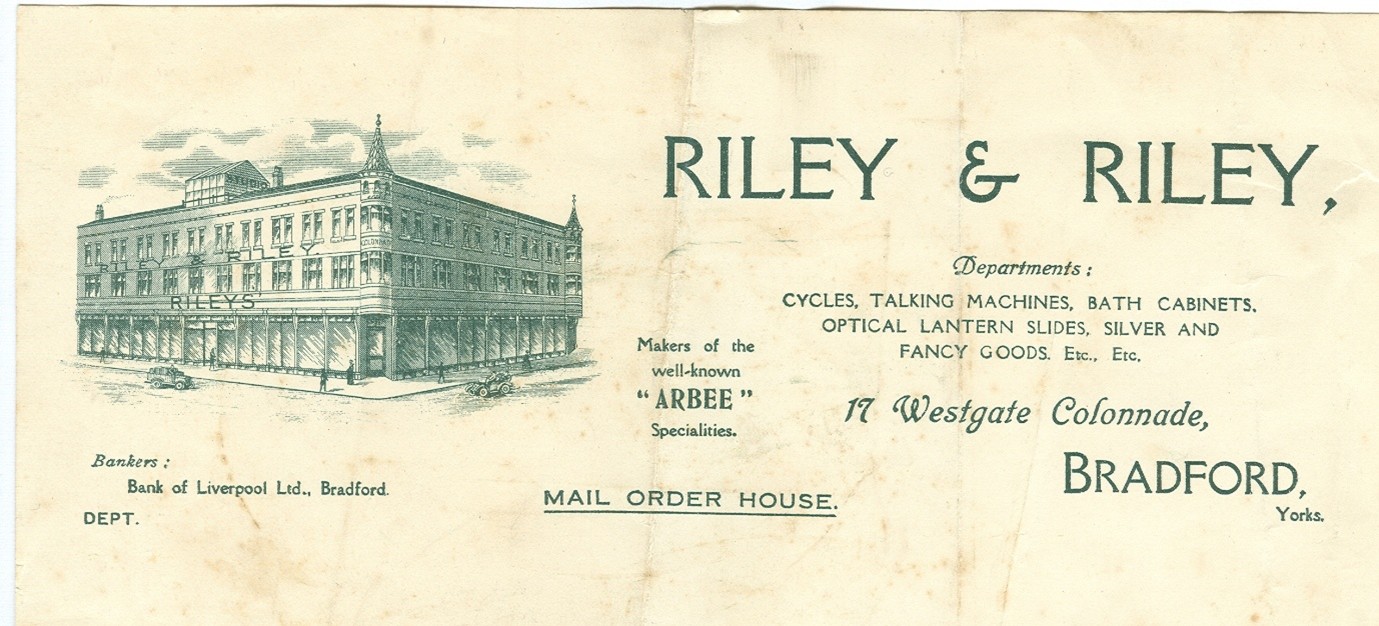 RILEY & RILEY,
STUDIO
COLONNADE
RILEY & RILEY
RILEYS
Departments:
CYCLES, TALKING MACHINES, BATH CABINETS.
OPTICAL LANTERN SLIDES, SILVER AND
FANCY GOODS. Etc., Etc.
Makers of the
well-known
"ARBEE"
Specialities.
17 Westgate Colonnade,
BRADFORD,
Yorks.
Bankers:
Bank of Liverpool Ltd., Bradford.
DEPT.
MAIL ORDER HOUSE.